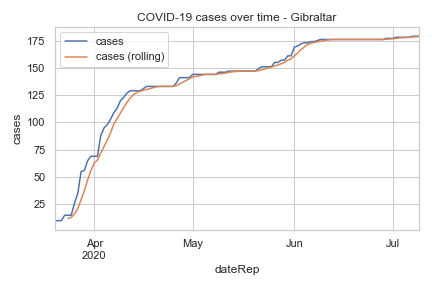 COVID-19 cases over time - Gibraltar
cases
cases (rolling)
175
150
125
100
75
50
25
cases
Apr
2020
May
Jun
Jul
dateRep